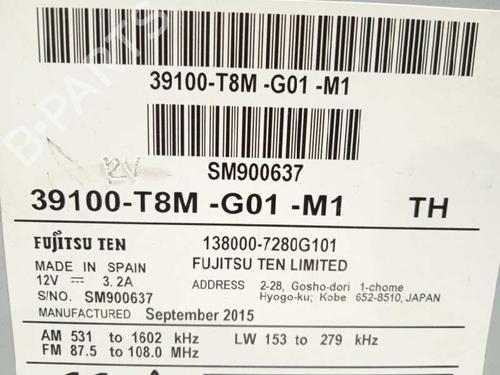 B-PARTS
39100-T8M -G01 -M1
SM900637
RV
39100-T8M -G01 -M1 TH
FUJITSU TEN 138000-7280G101
MADE IN SPAIN FUJITSU TEN LIMITED
12V 3.2A ADDRESS 2-28, Gosho-dori 1-chome
S/NO. SM900637 Hyogo-ku; Kobe 652-8510, JAPAN
MANUFACTURED September 2015
AM 531 to 1602 kHz LW 153 to 279 kHz
FM 87.5 to 108.0 MHz